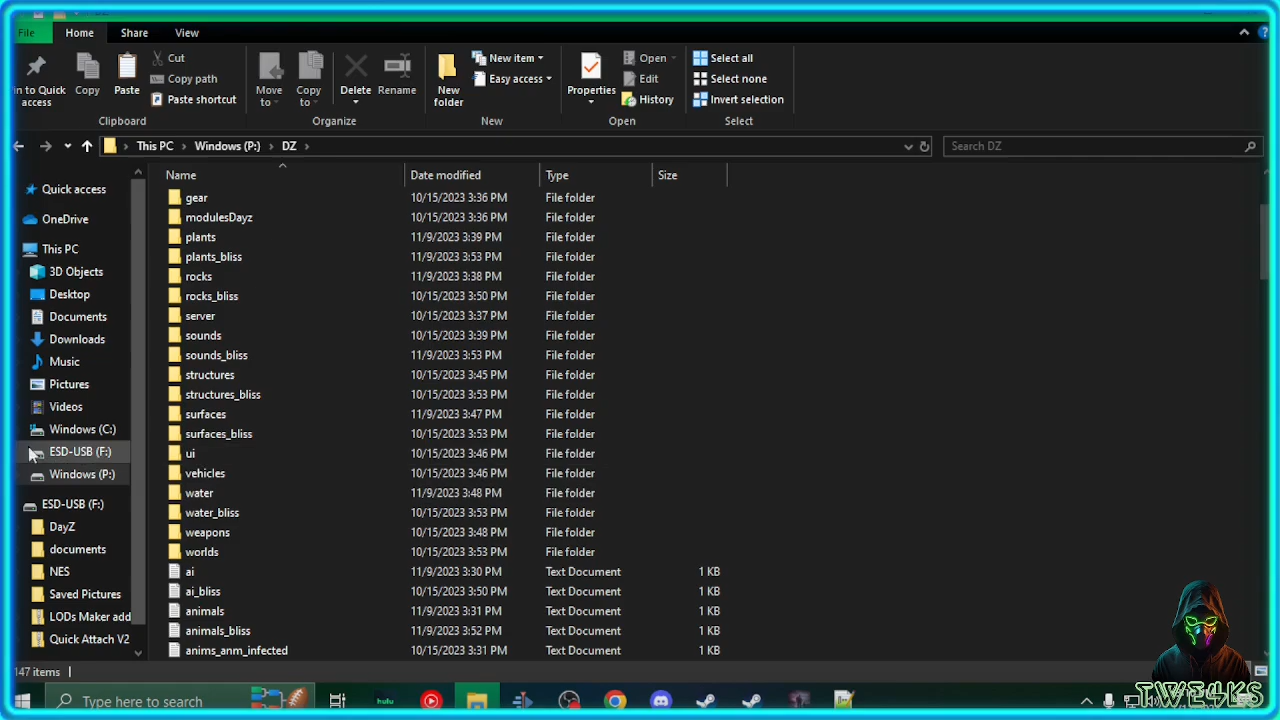 File Home Share View
Cut
Copy path
Paste shortcut
in to Quick access
Copy
Paste
Clipboard
Move to
Copy to
Delete
Rename
Organize
New folder
New item
Easy access
New
Properties
Open
Edit
History
Open
Select all
Select none
Invert selection
Select
This PC > Windows (P:) > DZ >
Search DZ
Name Date modified Type Size
Quick access
OneDrive
This PC
3D Objects
Desktop
Documents
Downloads
Music
Pictures
Videos
Windows (C:)
ESD-USB (F:)
Windows (P:)
ESD-USB (F:)
DayZ
documents
NES
Saved Pictures
LODs Maker add
Quick Attach V2
gear 10/15/2023 3:36 PM File folder
modulesDayz 10/15/2023 3:36 PM File folder
plants 11/9/2023 3:39 PM File folder
plants_bliss 11/9/2023 3:53 PM File folder
rocks 11/9/2023 3:38 PM File folder
rocks_bliss 10/15/2023 3:50 PM File folder
server 10/15/2023 3:37 PM File folder
sounds 10/15/2023 3:39 PM File folder
sounds_bliss 11/9/2023 3:53 PM File folder
structures 10/15/2023 3:45 PM File folder
structures_bliss 10/15/2023 3:53 PM File folder
surfaces 11/9/2023 3:47 PM File folder
surfaces_bliss 10/15/2023 3:53 PM File folder
ui 10/15/2023 3:46 PM File folder
vehicles 10/15/2023 3:46 PM File folder
water 11/9/2023 3:48 PM File folder
water_bliss 10/15/2023 3:53 PM File folder
weapons 10/15/2023 3:48 PM File folder
worlds 10/15/2023 3:53 PM File folder
ai 11/9/2023 3:30 PM Text Document 1 KB
ai_bliss 10/15/2023 3:50 PM Text Document 1 KB
animals 11/9/2023 3:31 PM Text Document 1 KB
animals_bliss 11/9/2023 3:52 PM Text Document 1 KB
anims_anm_infected 10/15/2023 3:31 PM Text Document 1 KB
147 items
Type here to search
hulu
TWE4KS